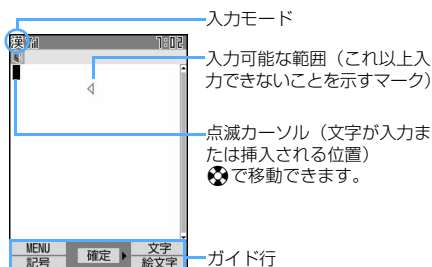 入力モード
漢 1:02
入力可能な範囲（これ以上入
力できないことを示すマーク）
点滅カーソル（文字が入力ま
たは挿入される位置）
で移動できます。
MENU 確定 文字
記号 絵文字
ガイド行